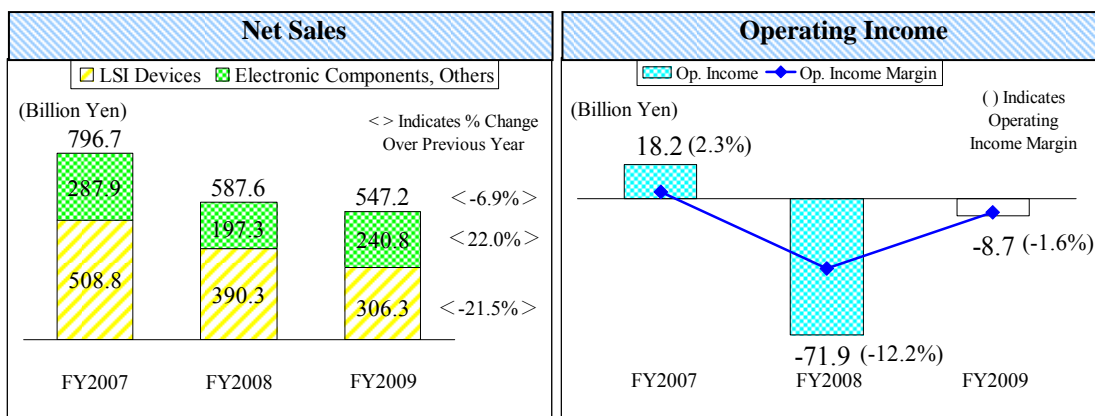 Net Sales
LSI Devices Electronic Components, Others
(Billion Yen)
< > Indicates % Change
Over Previous Year
796.7
287.9
508.8
587.6
197.3
390.3
547.2
240.8
306.3
<-6.9%>
<22.0%>
<-21.5%>
FY2007 FY2008 FY2009
Operating Income
Op. Income Op. Income Margin
(Billion Yen)
( ) Indicates
Operating
Income Margin
18.2 (2.3%)
-71.9 (-12.2%)
-8.7 (-1.6%)
FY2007 FY2008 FY2009